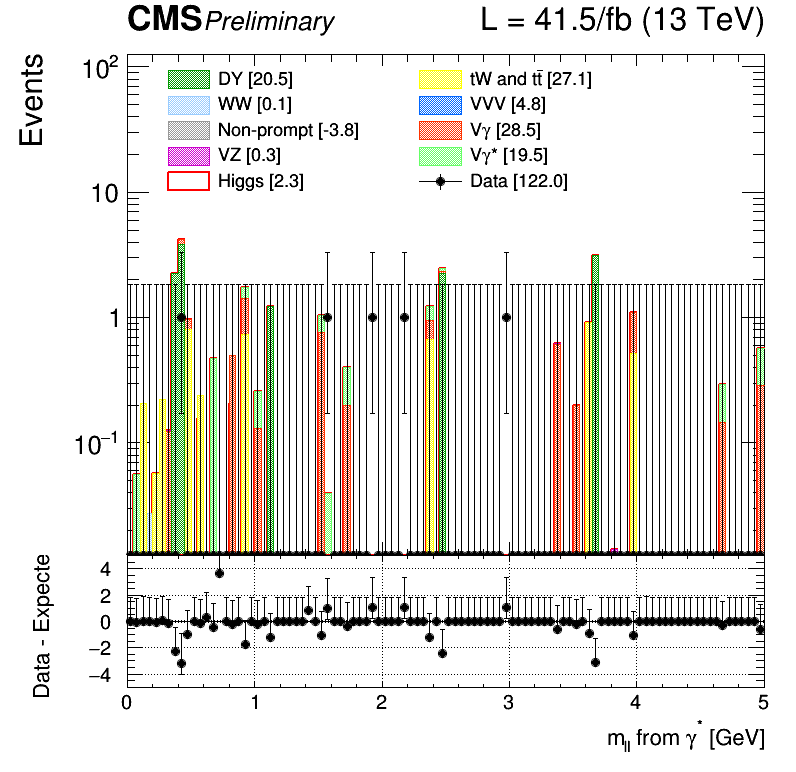 CMS Preliminary L = 41.5/fb (13 TeV)
Events
10²
10
1
10⁻¹
DY [20.5]
WW [0.1]
Non-prompt [-3.8]
VZ [0.3]
Higgs [2.3]
tW and tt̄ [27.1]
VVV [4.8]
Vγ [28.5]
Vγ* [19.5]
Data [122.0]
Data - Expecte
4
2
0
−2
−4
0 1 2 3 4 5
m_ll from γ* [GeV]